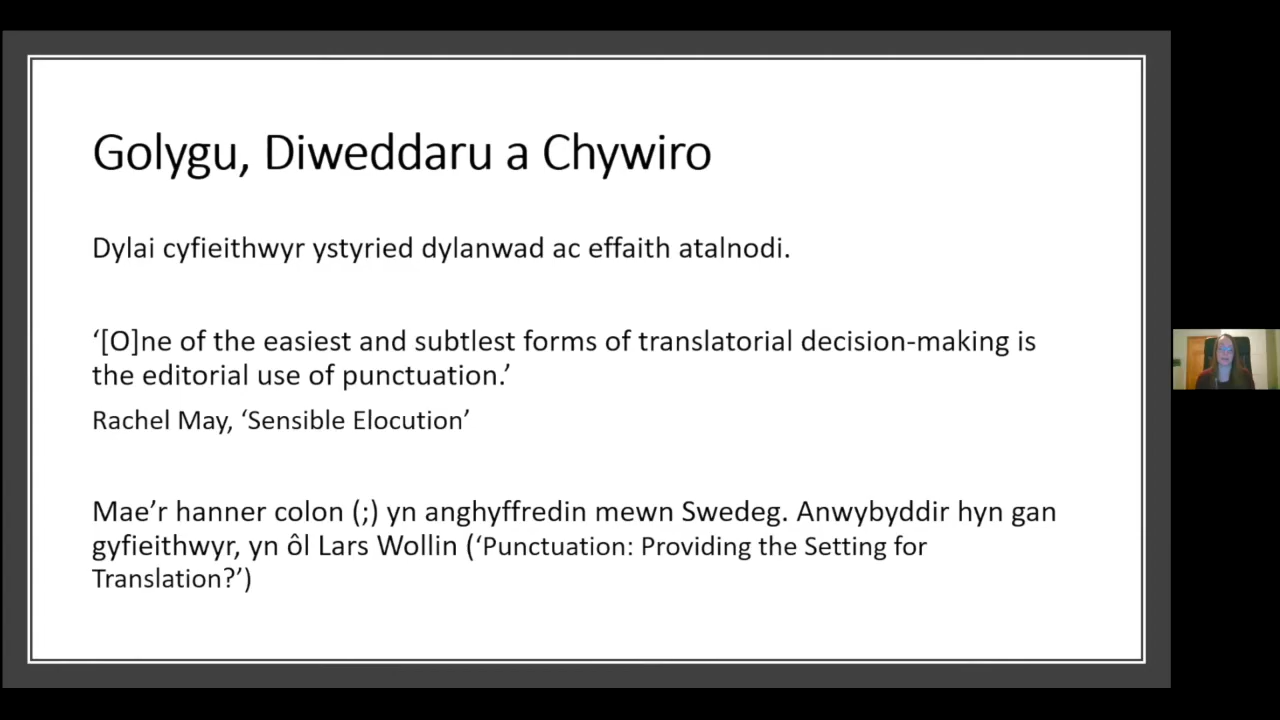 Golygu, Diweddaru a Chywiro
Dylai cyfieithwyr ystyried dylanwad ac effaith atalnodi.
‘[O]ne of the easiest and subtlest forms of translatorial decision-making is
the editorial use of punctuation.’
Rachel May, ‘Sensible Elocution’
Mae’r hanner colon (;) yn anghyffredin mewn Swedeg. Anwybyddir hyn gan
gyfieithwyr, yn ôl Lars Wollin (‘Punctuation: Providing the Setting for
Translation?’)